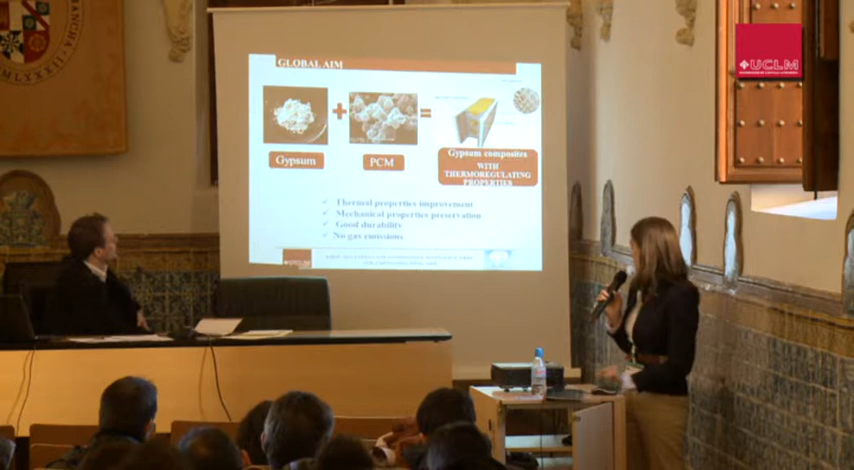 UCLM
GLOBAL AIM
Gypsum
PCM
Gypsum composites
WITH
THERMOREGULATING
PROPERTIES
✓ Thermal properties improvement
✓ Mechanical properties preservation
✓ Good durability
✓ No gas emissions
UCLM